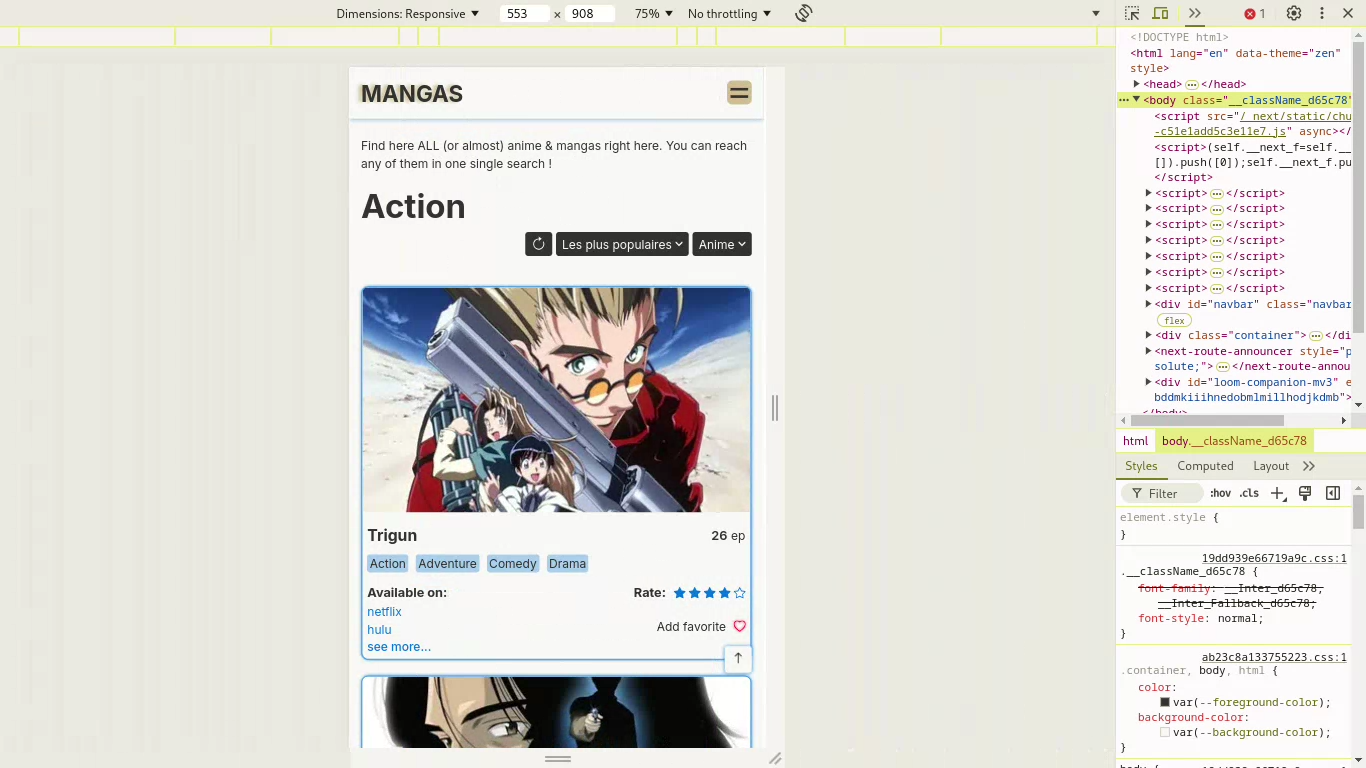 Dimensions: Responsive 553 × 908 75% No throttling
1
MANGAS
Find here ALL (or almost) anime & mangas right here. You can reach
any of them in one single search !
Action
Les plus populaires Anime
Trigun 26 ep
Action Adventure Comedy Drama
Available on: Rate:
netflix
hulu Add favorite
see more...
<!DOCTYPE html>
<html lang="en" data-theme="zen"
style>
<head> </head>
<body class="__className_d65c78"
<script src="/_next/static/chu
-c51e1add5c3e11e7.js" async></
<script>(self.__next_f=self.__
[]).push([0]);self.__next_f.pu
</script>
<script> </script>
<script> </script>
<script> </script>
<script> </script>
<script> </script>
<script> </script>
<script> </script>
<div id="navbar" class="navbar
flex
<div class="container"> </di
<next-route-announcer style="p
solute;"> </next-route-annou
<div id="loom-companion-mv3" e
bddmkiiihnedobmlmillhodjkdmb">
</body>
html body.__className_d65c78
Styles Computed Layout
Filter :hov .cls
element.style {
}
19dd939e66719a9c.css:1
.__className_d65c78 {
font-family: __Inter_d65c78,
__Inter_Fallback_d65c78;
font-style: normal;
}
ab23c8a133755223.css:1
.container, body, html {
color:
var(--foreground-color);
background-color:
var(--background-color);
}